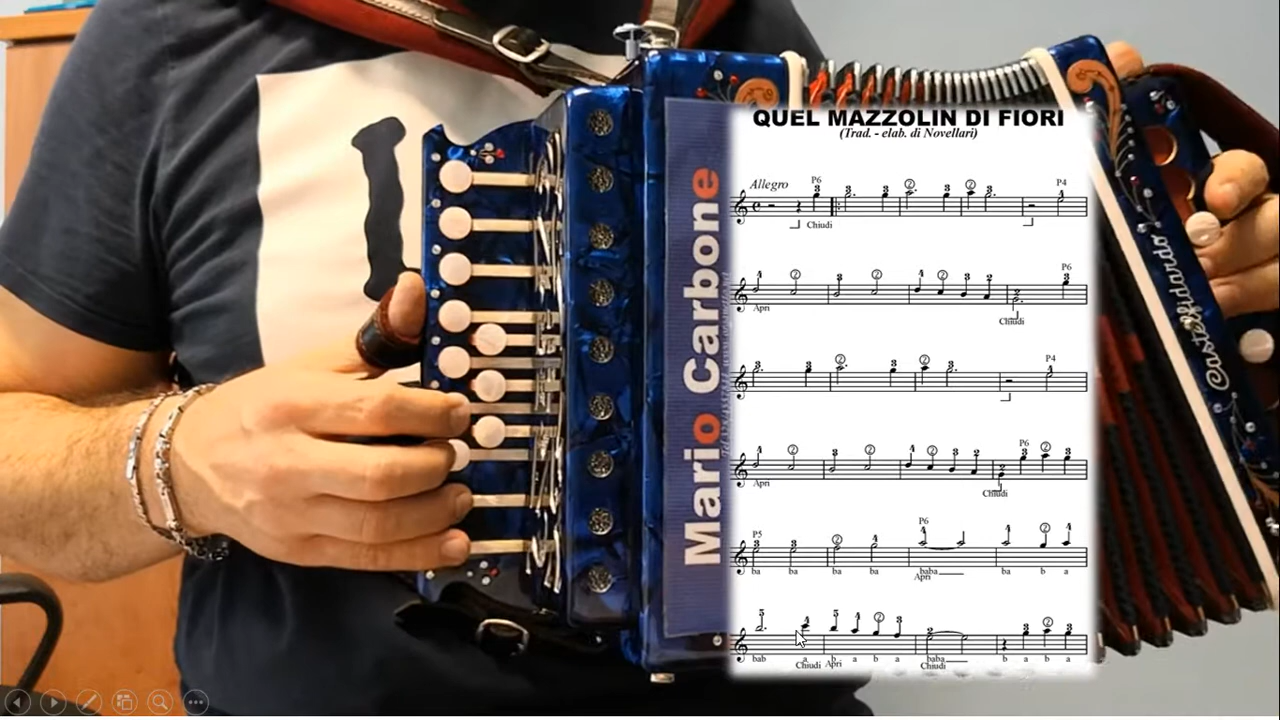 QUEL MAZZOLIN DI FIORI
(Trad. - elab. di Novellari)
Allegro
P6
P4
Chiudi
Apri
P6
Chiudi
P4
Apri
P6
Chiudi
P5
P6
ba ba ba ba baba ba b a
Apri
bab a b a b a baba b a b a
Chiudi Apri Chiudi
Mario Carbone
Castelfidardo